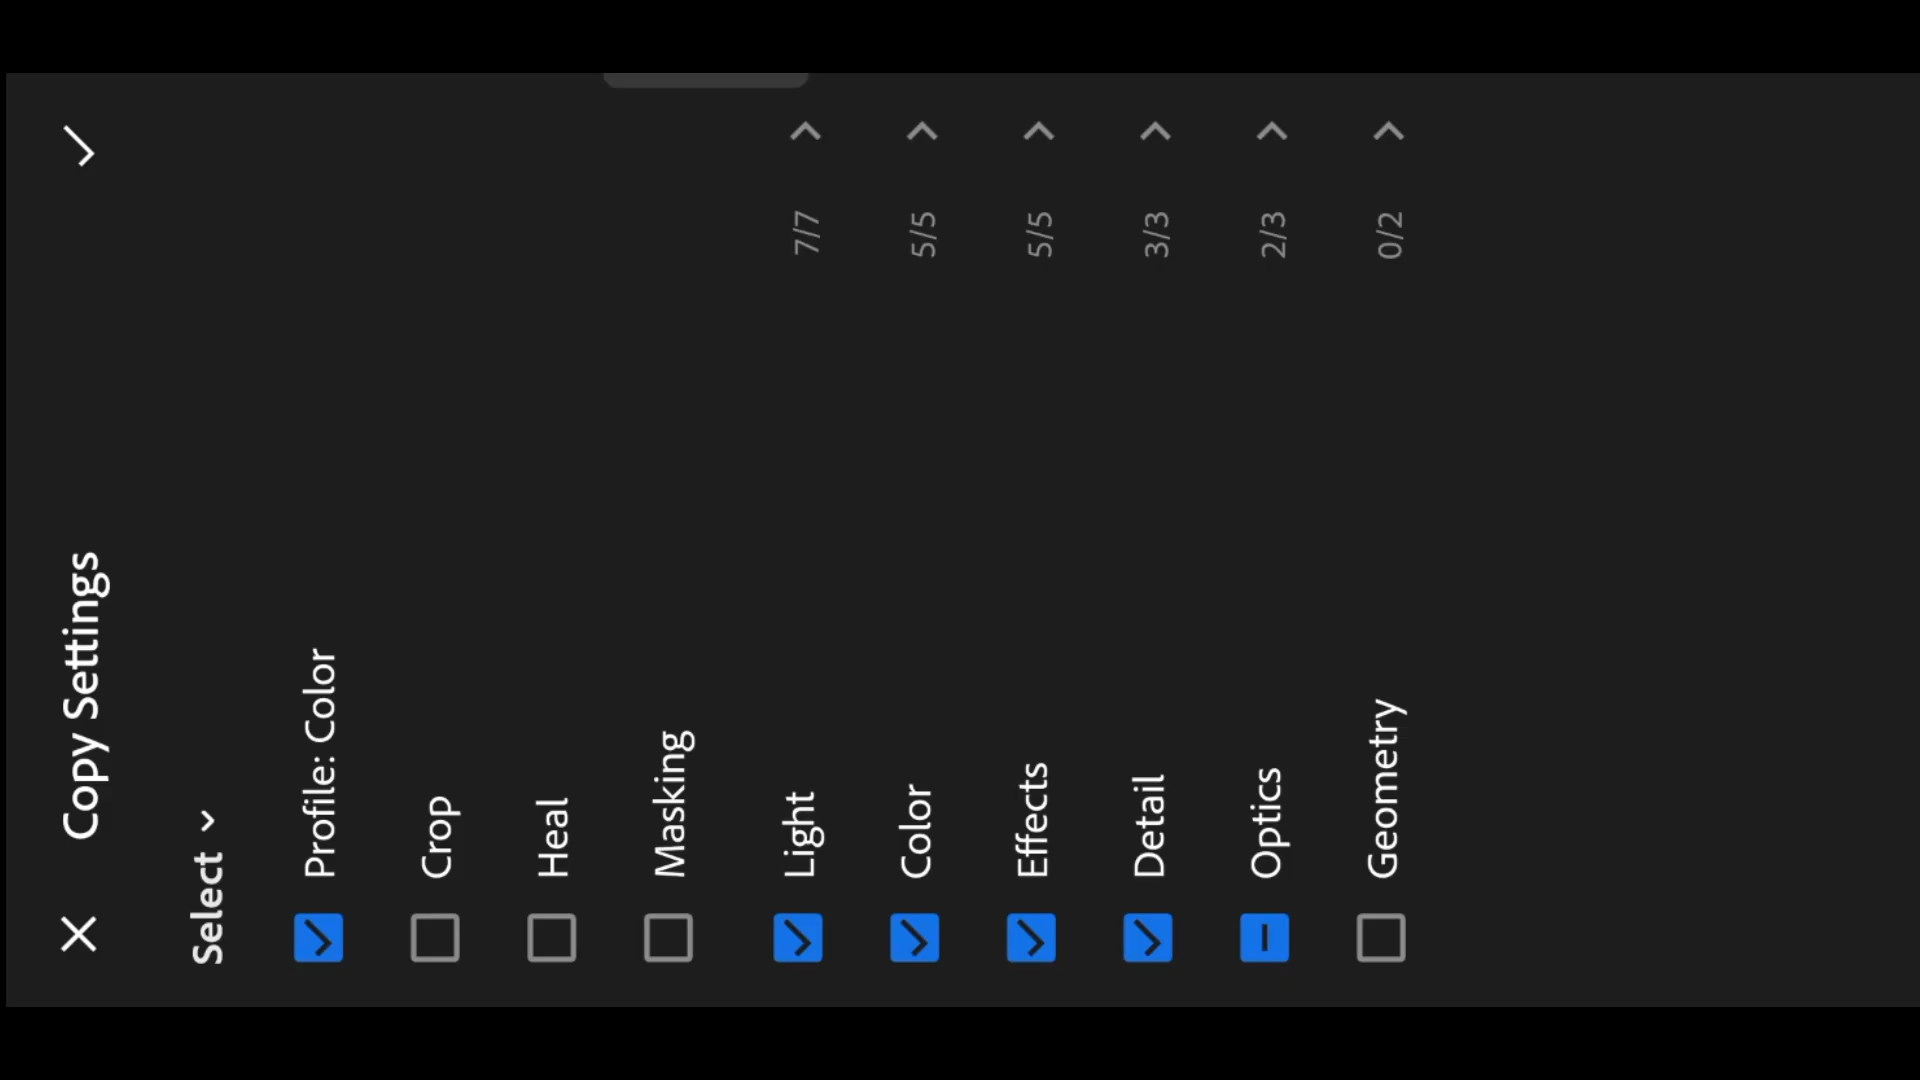 Copy Settings
Select
Profile: Color
Crop
Heal
Masking
Light 7/7
Color 5/5
Effects 5/5
Detail 3/3
Optics 2/3
Geometry 0/2